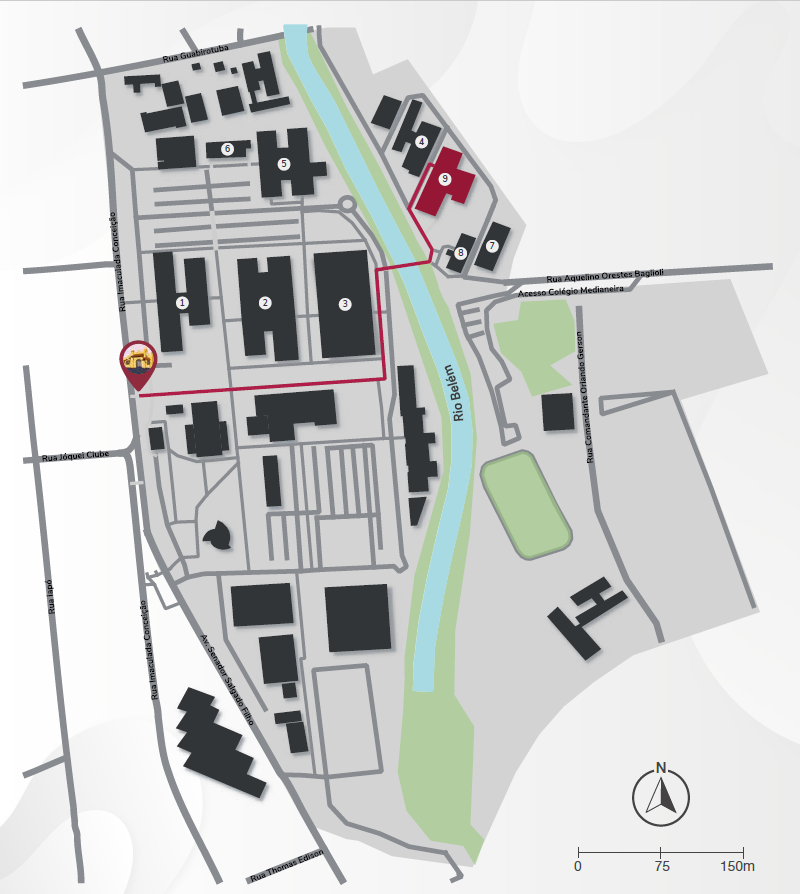 Rua Guabirotuba
4
6
5
9
Rua Imaculada Conceição
7
8
Rua Aquelino Orestes Baglioli
Acesso Colégio Medianeira
1
2
3
Rio Belém
Rua Comandante Orlando Gerson
Rua Jóquei Clube
Rua Iapó
Rua Imaculada Conceição
Av. Senador Salgado Filho
N
Rua Thomas Edison
0 75 150m